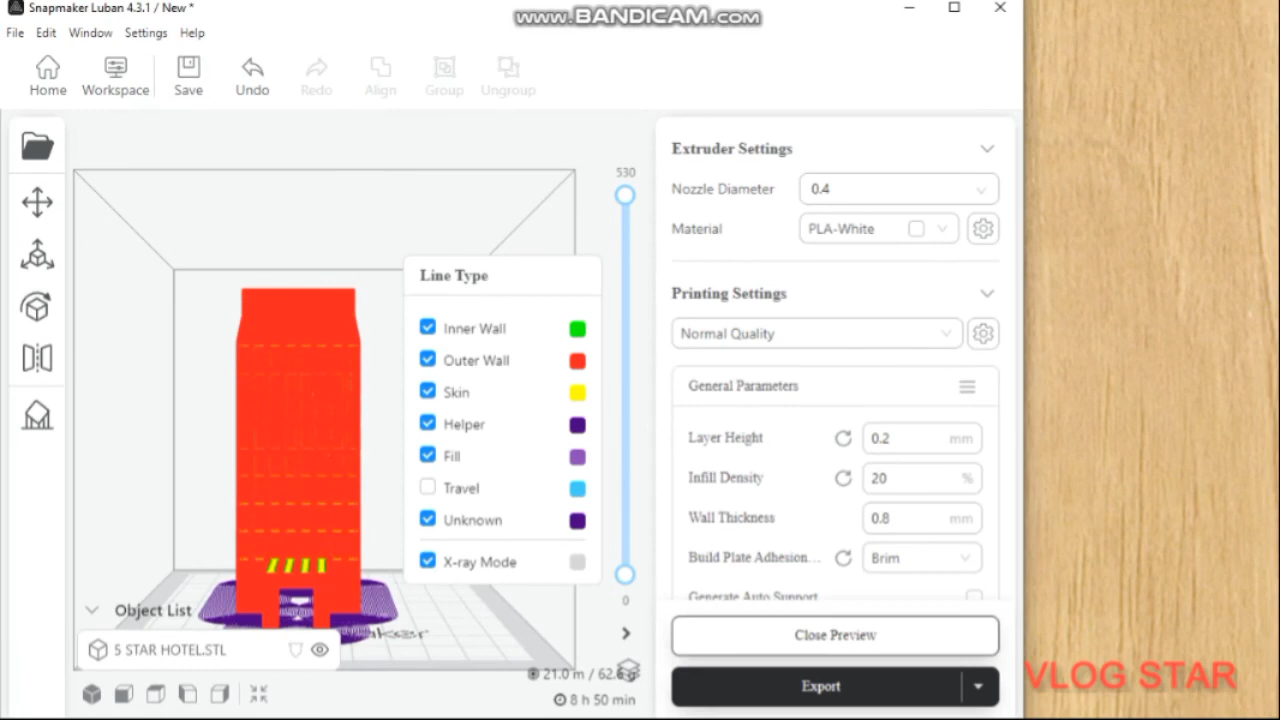 Snapmaker Luban 4.3.1 / New *
www.BANDICAM.com
File Edit Window Settings Help
Home Workspace Save Undo Redo Align Group Ungroup
530
Line Type
Inner Wall
Outer Wall
Skin
Helper
Fill
Travel
Unknown
X-ray Mode
0
Object List
5 STAR HOTEL.STL
21.0 m / 62.
8 h 50 min
Extruder Settings
Nozzle Diameter 0.4
Material PLA-White
Printing Settings
Normal Quality
General Parameters
Layer Height 0.2 mm
Infill Density 20 %
Wall Thickness 0.8 mm
Build Plate Adhesion... Brim
Generate Auto Support
Close Preview
Export
VLOG STAR